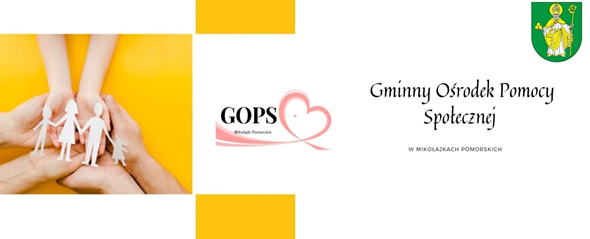 GOPS
Mikołajki Pomorskie
Gminny Ośrodek Pomocy
Społecznej
W MIKOŁAJKACH POMORSKICH